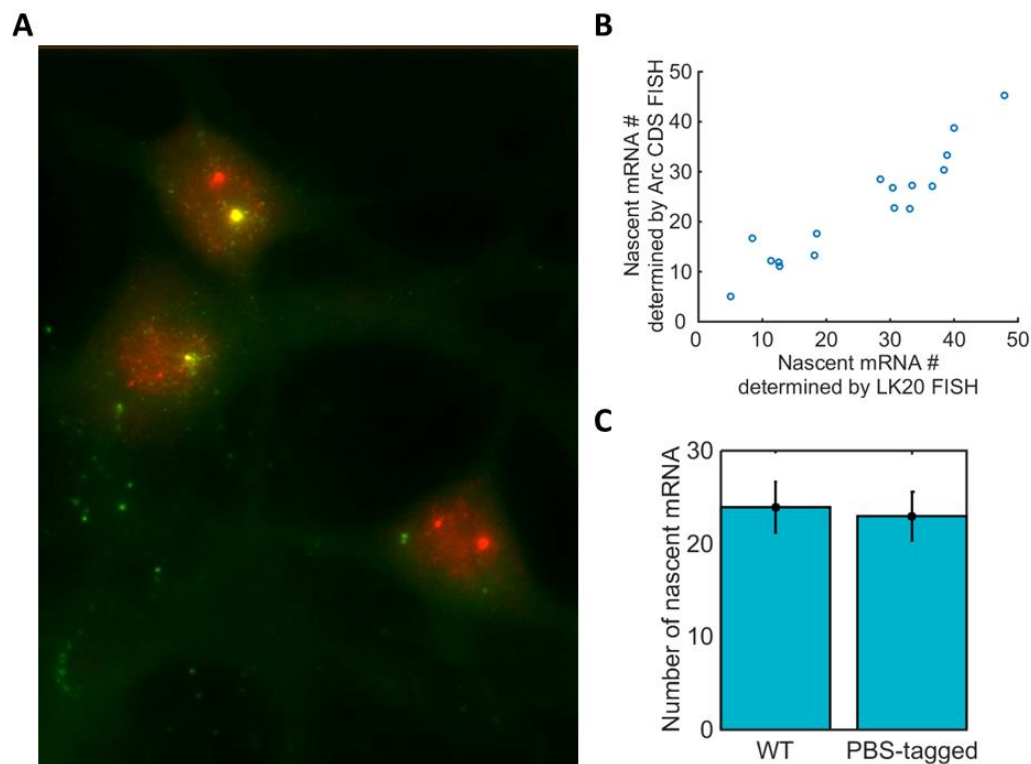 A
B
50
40
30
20
10
0
Nascent mRNA #
determined by Arc CDS FISH
0 10 20 30 40 50
Nascent mRNA #
determined by LK20 FISH
C
30
20
10
0
Number of nascent mRNA
WT PBS-tagged